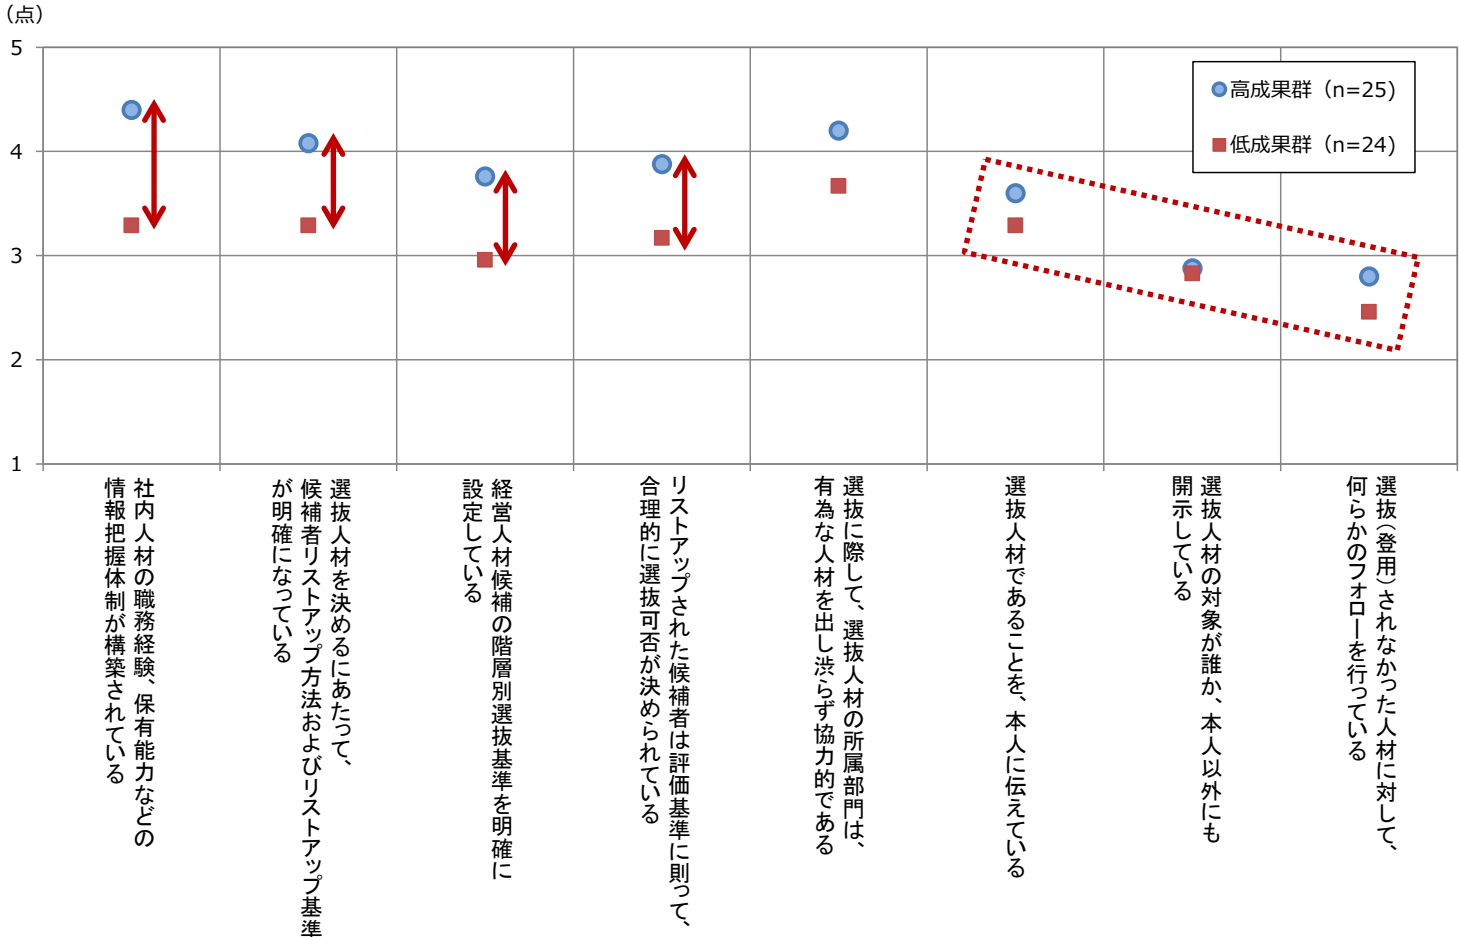 （点）
5
4
3
2
1
高成果群（n=25）
低成果群（n=24）
社内人材の職務経験、保有能力などの
情報把握体制が構築されている
選抜人材を決めるにあたって、
候補者リストアップ方法およびリストアップ基準
が明確になっている
経営人材候補の階層別選抜基準を明確に
設定している
リストアップされた候補者は評価基準に則って、
合理的に選抜可否が決められている
選抜に際して、選抜人材の所属部門は、
有為な人材を出し渋らず協力的である
選抜人材であることを、本人に伝えている
選抜人材の対象が誰か、本人以外にも
開示している
選抜（登用）されなかった人材に対して、
何らかのフォローを行っている